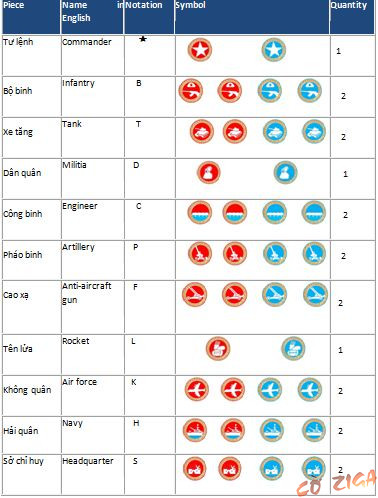 Piece Name in Notation Symbol Quantity
English
Tư lệnh Commander ★ 1
Bộ binh Infantry B 2
Xe tăng Tank T 2
Dân quân Militia D 1
Công binh Engineer C 2
Pháo binh Artillery P 2
Cao xạ Anti-aircraft F 2
gun
Tên lửa Rocket L 1
Không quân Air force K 2
Hải quân Navy H 2
Sở chỉ huy Headquarter S 2
CỜ ZIGA